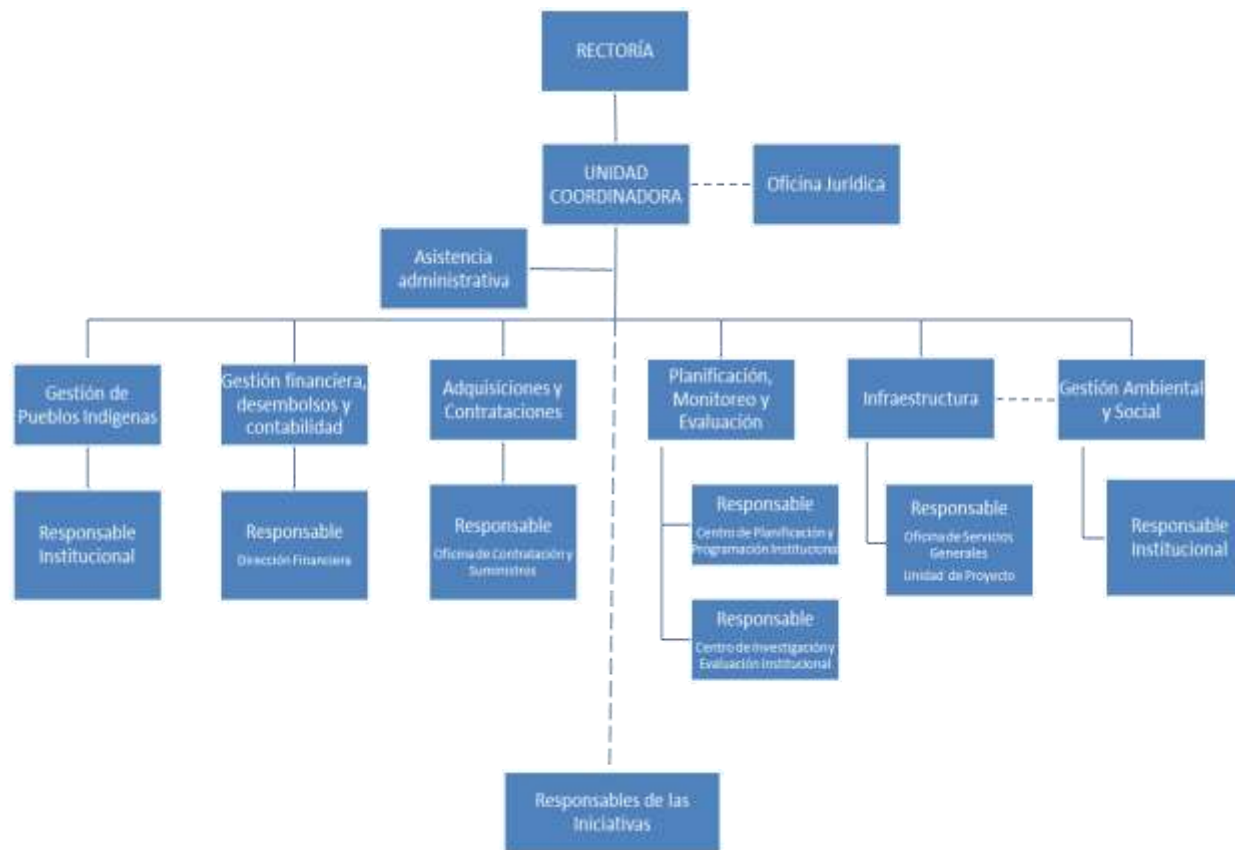 RECTORÍA
UNIDAD
COORDINADORA
Oficina Jurídica
Asistencia
administrativa
Gestión de
Pueblos Indígenas
Gestión financiera,
desembolsos y
contabilidad
Adquisiciones y
Contrataciones
Planificación,
Monitoreo y
Evaluación
Infraestructura
Gestión Ambiental
y Social
Responsable
Institucional
Responsable
Dirección Financiera
Responsable
Oficina de Contratación y
Suministros
Responsable
Centro de Planificación y
Programación Institucional
Responsable
Centro de Investigación y
Evaluación Institucional
Responsable
Oficina de Servicios
Generales
Unidad de Proyecto
Responsable
Institucional
Responsables de las
Iniciativas